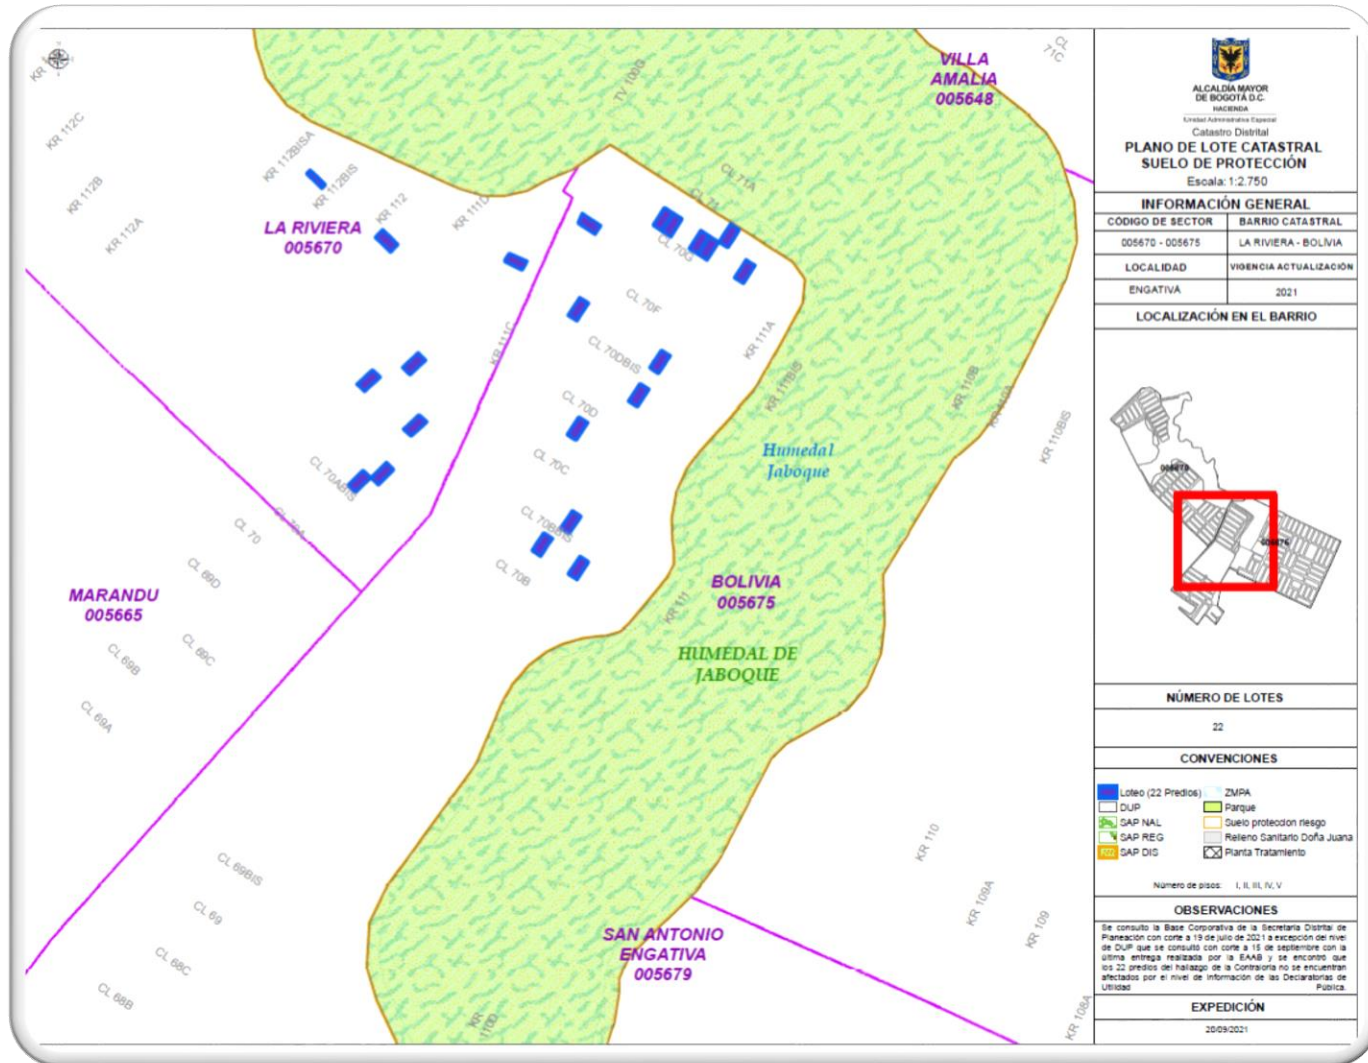 VILLA
AMALIA
005648
CL
71C
KR 112C
KR 112B
KR 112A
KR 112BISA
KR 112BIS
KR 112
KR 111D
LA RIVIERA
005670
TV 100G
CL 71A
CL 71
CL 70G
CL 70F
CL 70DBIS
CL 70D
CL 70C
CL 70BBIS
CL 70B
KR 111C
KR 111A
KR 111BIS
KR 110B
KR 110A
KR 110BIS
Humedal
Jaboque
CL 70ABIS
CL 70A
CL 70
CL 69D
CL 69C
CL 69B
CL 69A
MARANDU
005665
BOLIVIA
005675
KR 111
HUMEDAL DE
JABOQUE
CL 69BIS
CL 69
CL 68C
CL 68B
SAN ANTONIO
ENGATIVA
005679
KR
110D
KR 110
KR 109A
KR 109
KR 108A
ALCALDÍA MAYOR
DE BOGOTÁ D.C.
HACIENDA
Unidad Administrativa Especial
Catastro Distrital
PLANO DE LOTE CATASTRAL
SUELO DE PROTECCIÓN
Escala: 1:2.750
INFORMACIÓN GENERAL
CÓDIGO DE SECTOR BARRIO CATASTRAL
005670 - 005675 LA RIVIERA - BOLIVIA
LOCALIDAD VIGENCIA ACTUALIZACIÓN
ENGATIVÁ 2021
LOCALIZACIÓN EN EL BARRIO
005670
005675
NÚMERO DE LOTES
22
CONVENCIONES
Loteo (22 Predios) ZMPA
DUP Parque
SAP NAL Suelo proteccion riesgo
SAP REG Relleno Sanitario Doña Juana
SAP DIS Planta Tratamiento
Número de pisos: I, II, III, IV, V
OBSERVACIONES
Se consulto la Base Corporativa de la Secretaria Distrital de
Planeación con corte a 19 de julio de 2021 a excepción del nivel
de DUP que se consultó con corte a 15 de septiembre con la
última entrega realizada por la EAAB y se encontró que
los 22 predios del hallazgo de la Contraloria no se encuentran
afectados por el nivel de información de las Declaratorias de
Utilidad Pública.
EXPEDICIÓN
20/09/2021